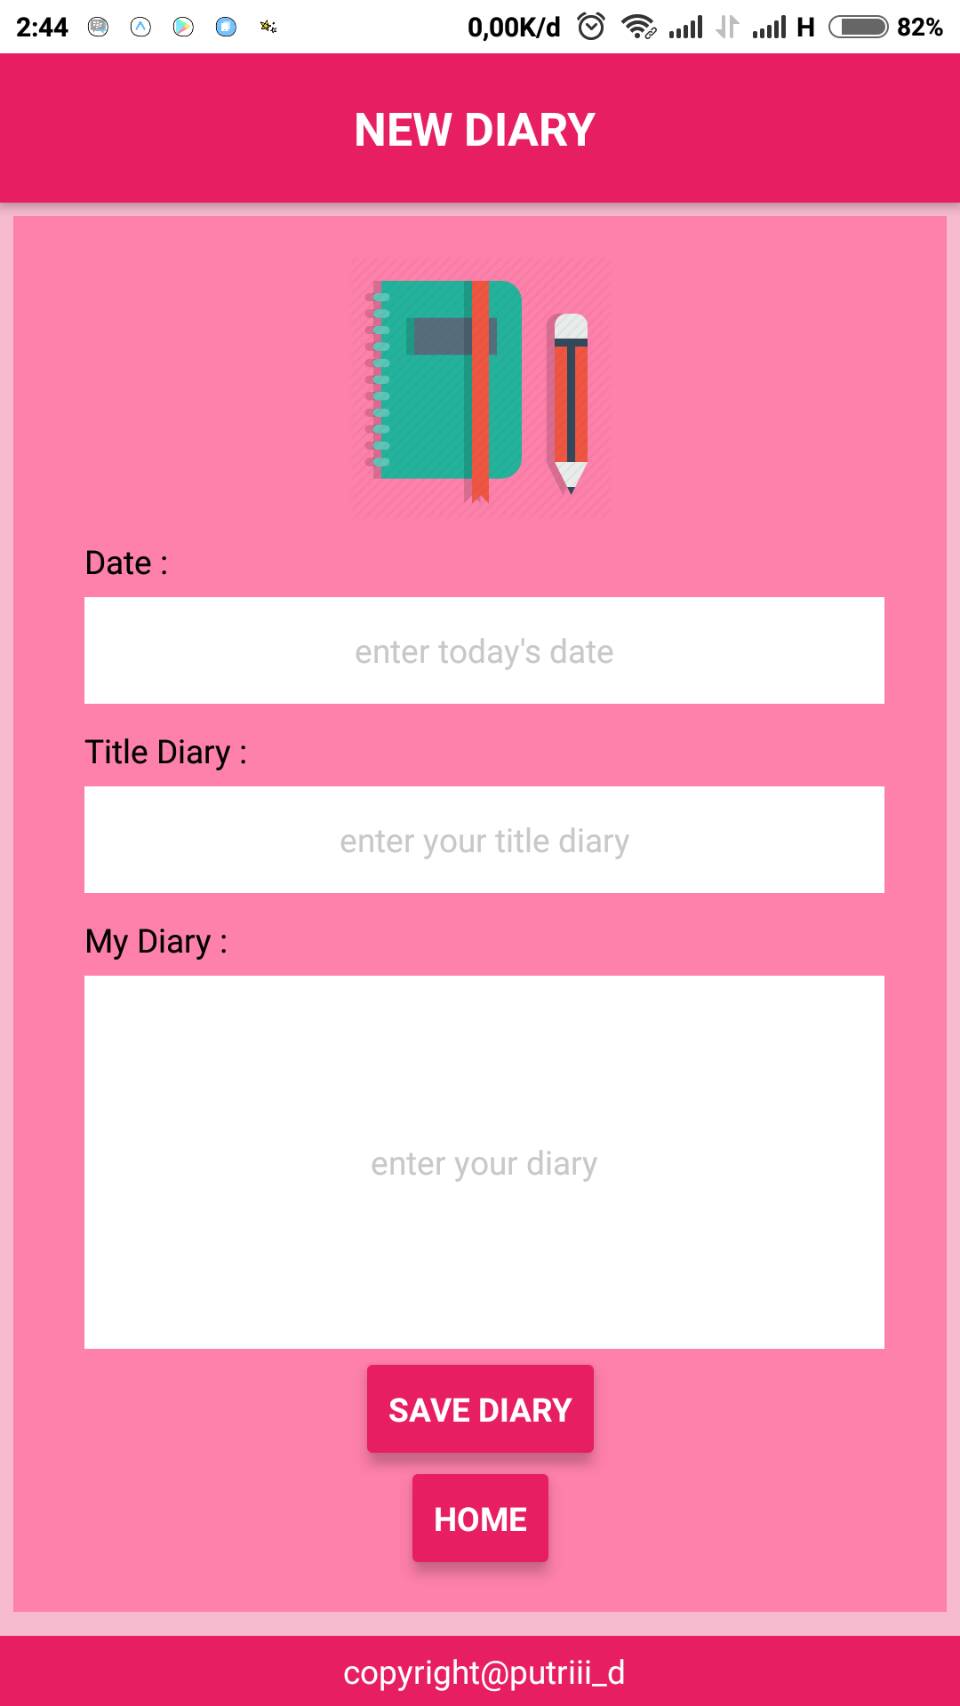 2:44 0,00K/d H 82%
NEW DIARY
Date :
enter today's date
Title Diary :
enter your title diary
My Diary :
enter your diary
SAVE DIARY
HOME
copyright@putriii_d